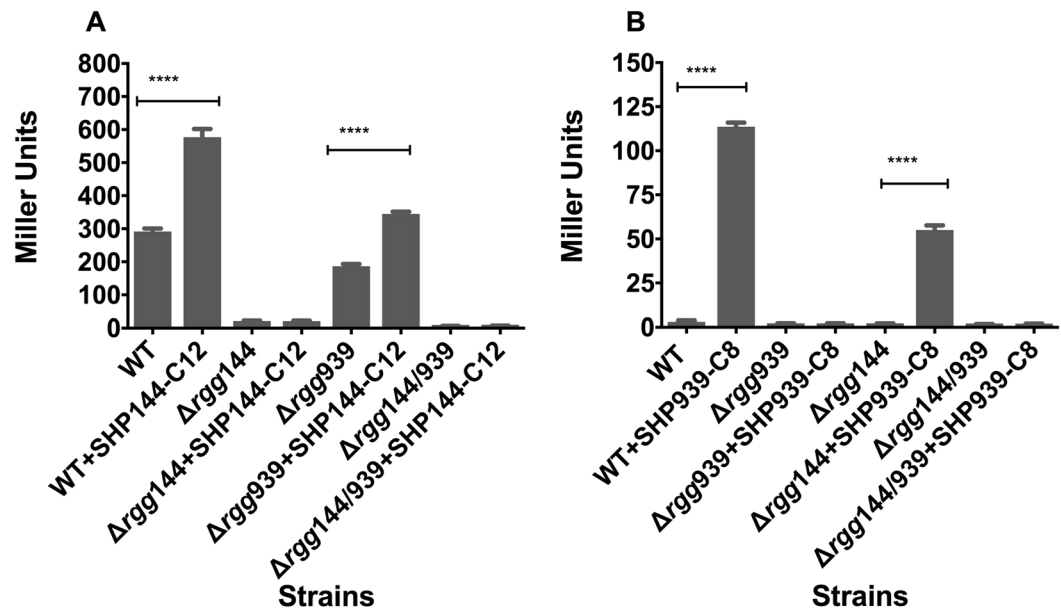 A
Miller Units
800
700
600
500
400
300
200
100
0
****
****
WT
WT+SHP144-C12
Δrgg144
Δrgg144+SHP144-C12
Δrgg939
Δrgg939+SHP144-C12
Δrgg144/939
Δrgg144/939+SHP144-C12
Strains
B
Miller Units
150
125
100
75
50
25
0
****
****
WT
WT+SHP939-C8
Δrgg939
Δrgg939+SHP939-C8
Δrgg144
Δrgg144+SHP939-C8
Δrgg144/939
Δrgg144/939+SHP939-C8
Strains